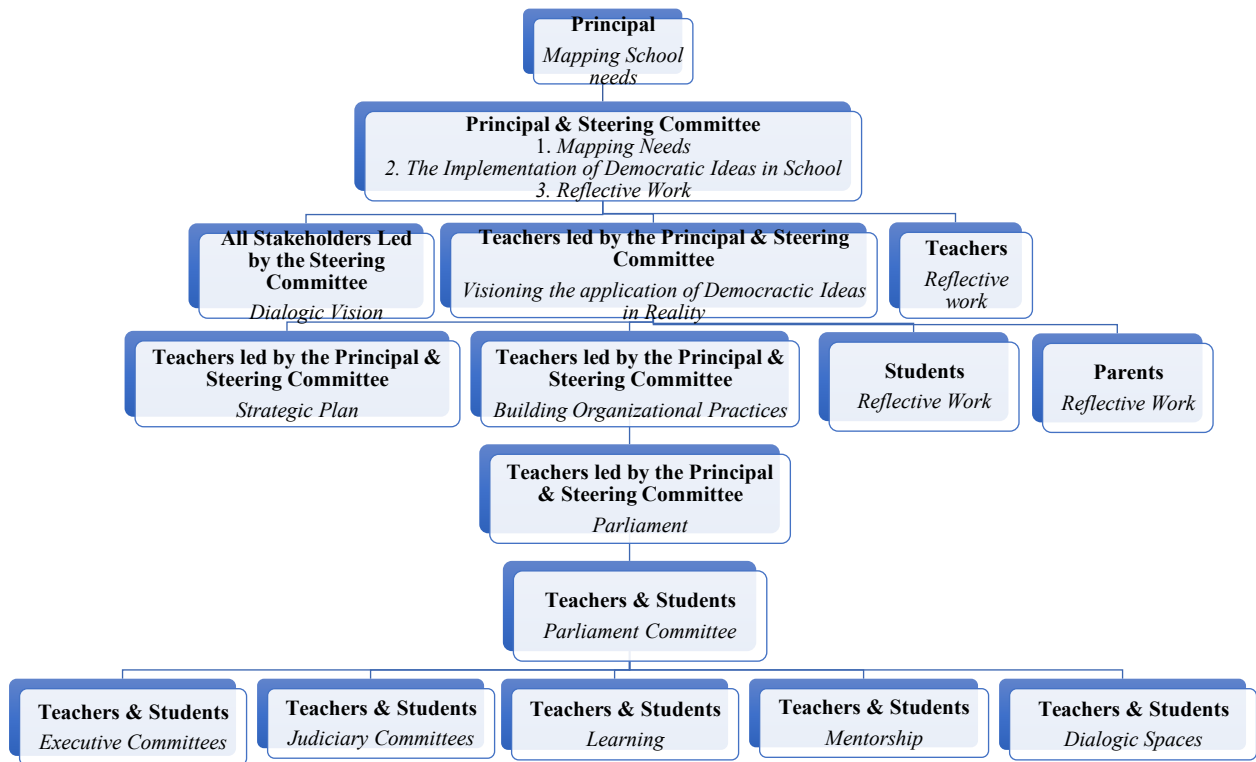 Principal
Mapping School
needs
Principal & Steering Committee
1. Mapping Needs
2. The Implementation of Democratic Ideas in School
3. Reflective Work
All Stakeholders Led
by the Steering
Committee
Dialogic Vision
Teachers led by the Principal & Steering
Committee
Visioning the application of Democractic Ideas
in Reality
Teachers
Reflective
work
Teachers led by the Principal &
Steering Committee
Strategic Plan
Teachers led by the Principal &
Steering Committee
Building Organizational Practices
Students
Reflective Work
Parents
Reflective Work
Teachers led by the Principal
& Steering Committee
Parliament
Teachers & Students
Parliament Committee
Teachers & Students
Executive Committees
Teachers & Students
Judiciary Committees
Teachers & Students
Learning
Teachers & Students
Mentorship
Teachers & Students
Dialogic Spaces